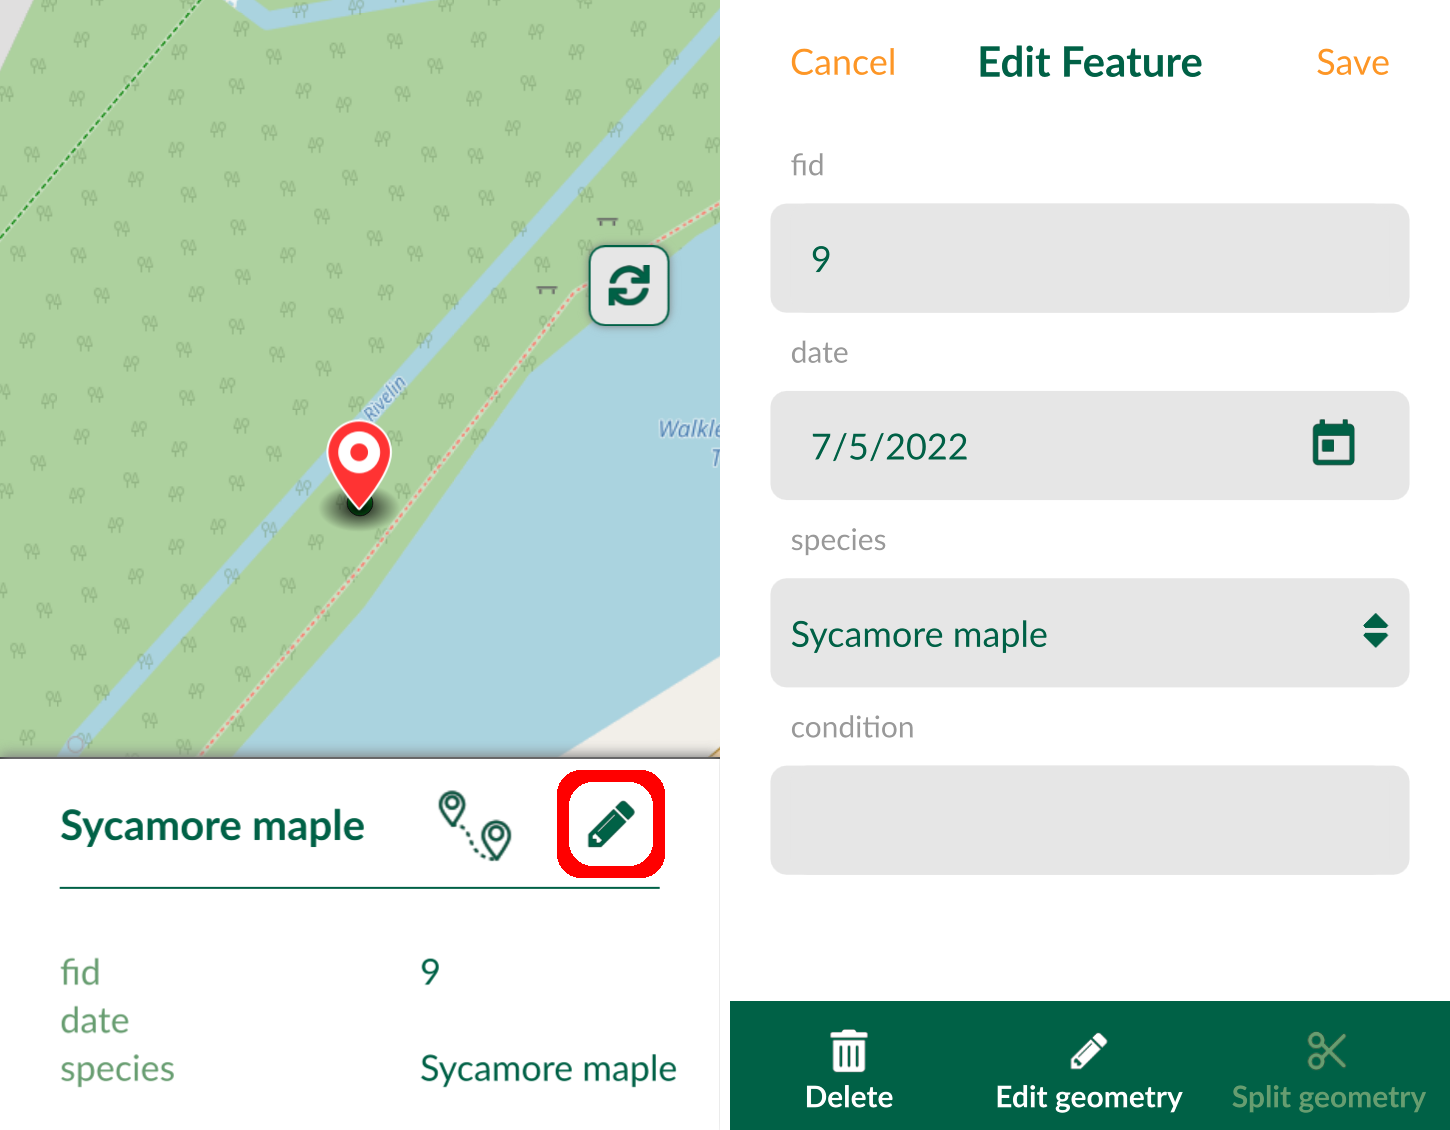 Rivelin
Sycamore maple
fid 9
date
species Sycamore maple
Cancel Edit Feature Save
fid
9
date
7/5/2022
species
Sycamore maple
condition
Delete Edit geometry Split geometry